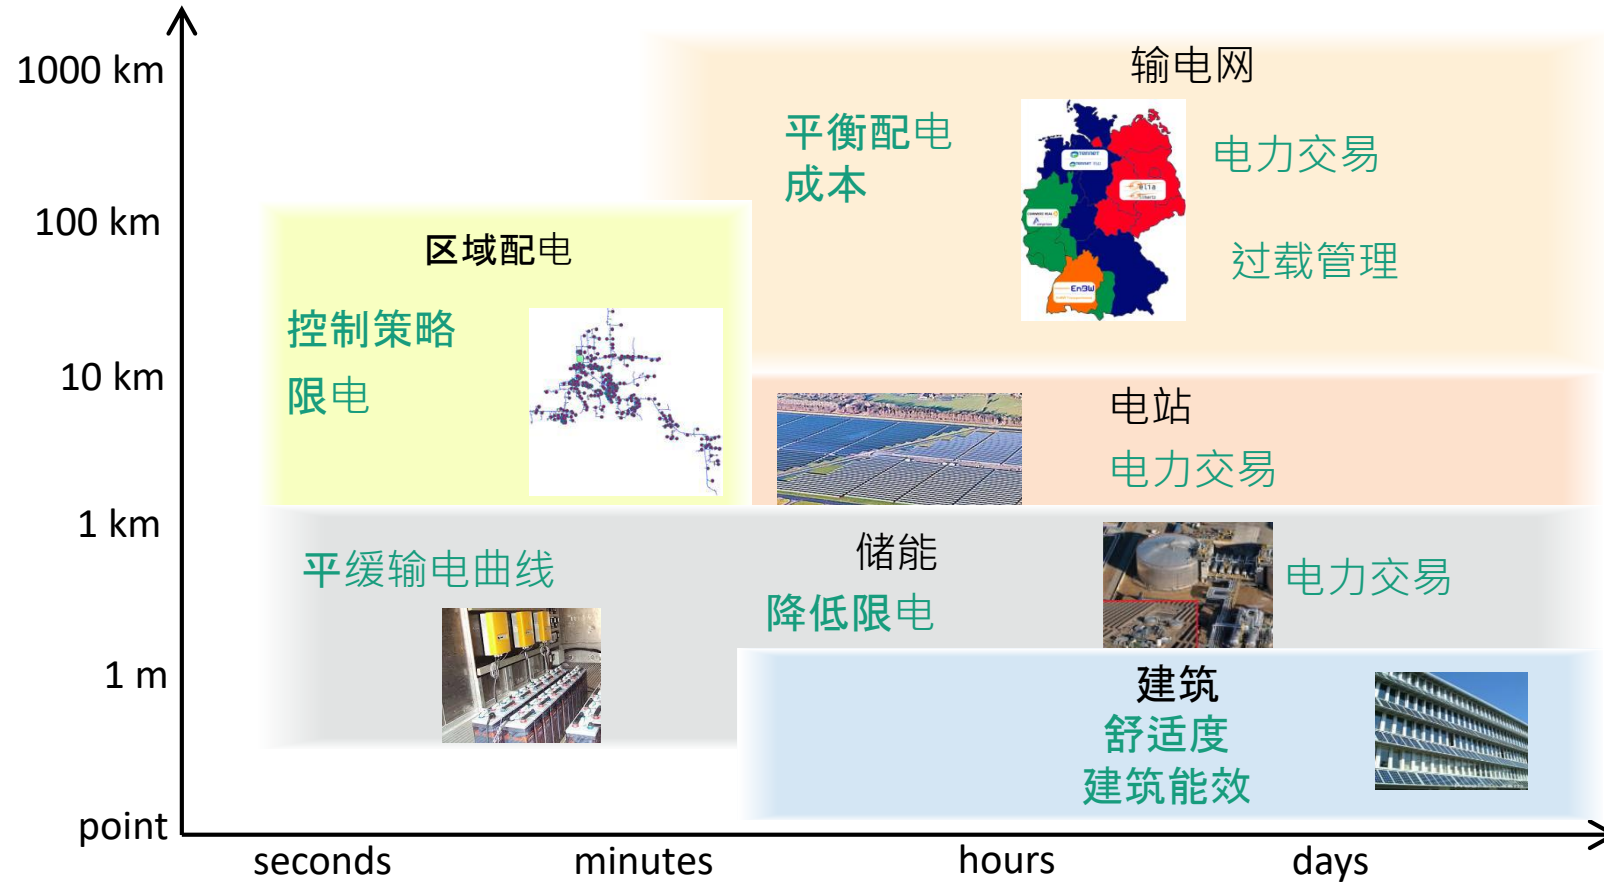 1000 km
100 km
10 km
1 km
1 m
point
seconds
minutes
hours
days
输电网
平衡配电
成本
电力交易
过载管理
EnBW
区域配电
控制策略
限电
电站
电力交易
储能
平缓输电曲线
降低限电
电力交易
建筑
舒适度
建筑能效